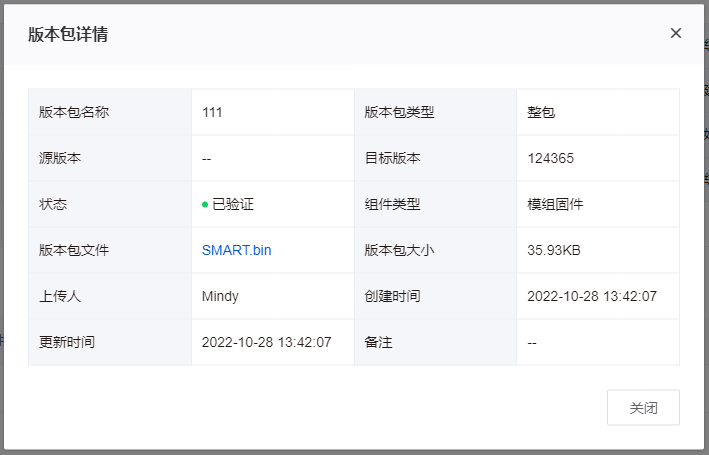 版本包详情
版本包名称 111 版本包类型 整包
源版本 -- 目标版本 124365
状态 已验证 组件类型 模组固件
版本包文件 SMART.bin 版本包大小 35.93KB
上传人 Mindy 创建时间 2022-10-28 13:42:07
更新时间 2022-10-28 13:42:07 备注 --
关闭